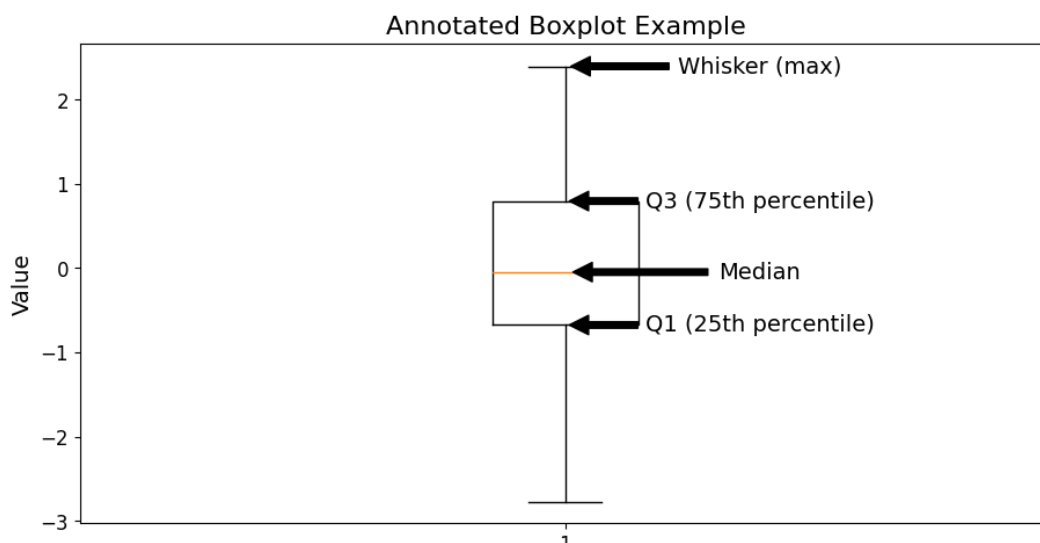 Annotated Boxplot Example
Whisker (max)
2
1
Q3 (75th percentile)
Value
0
Median
Q1 (25th percentile)
−1
−2
−3
1